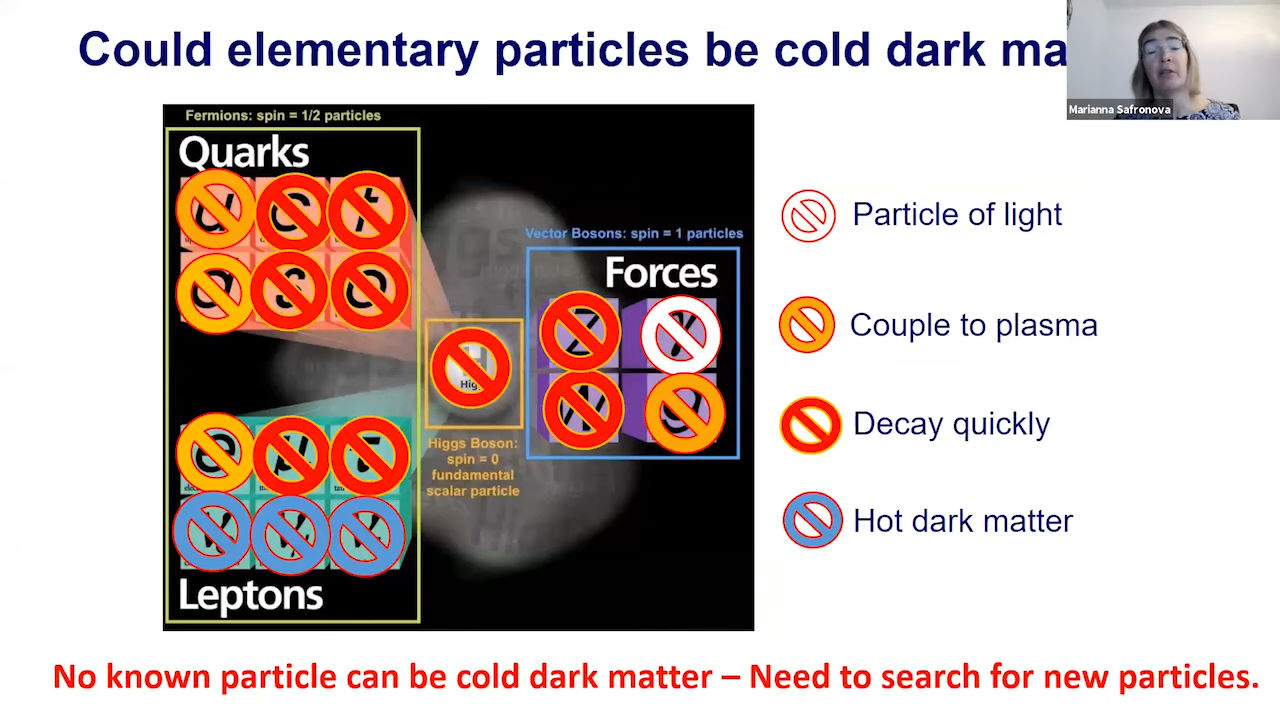 Could elementary particles be cold dark ma
Marianna Safronova
Fermions: spin = 1/2 particles
Quarks
Vector Bosons: spin = 1 particles
Forces
Higgs Boson:
spin = 0
fundamental
scalar particle
Leptons
Particle of light
Couple to plasma
Decay quickly
Hot dark matter
No known particle can be cold dark matter – Need to search for new particles.